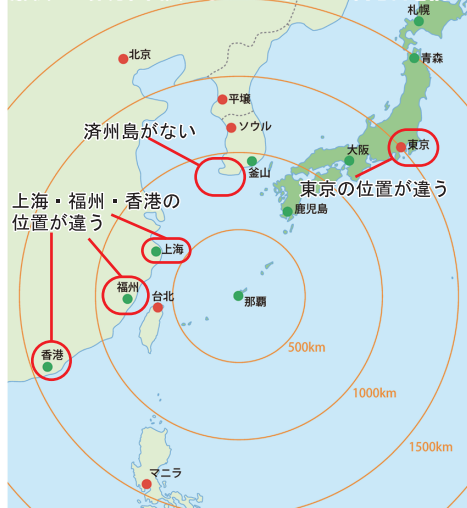 札幌
青森
北京
平壌
ソウル
済州島がない
釜山
大阪
東京
東京の位置が違う
上海・福州・香港の
位置が違う
鹿児島
上海
福州
台北
那覇
500km
香港
1000km
1500km
マニラ